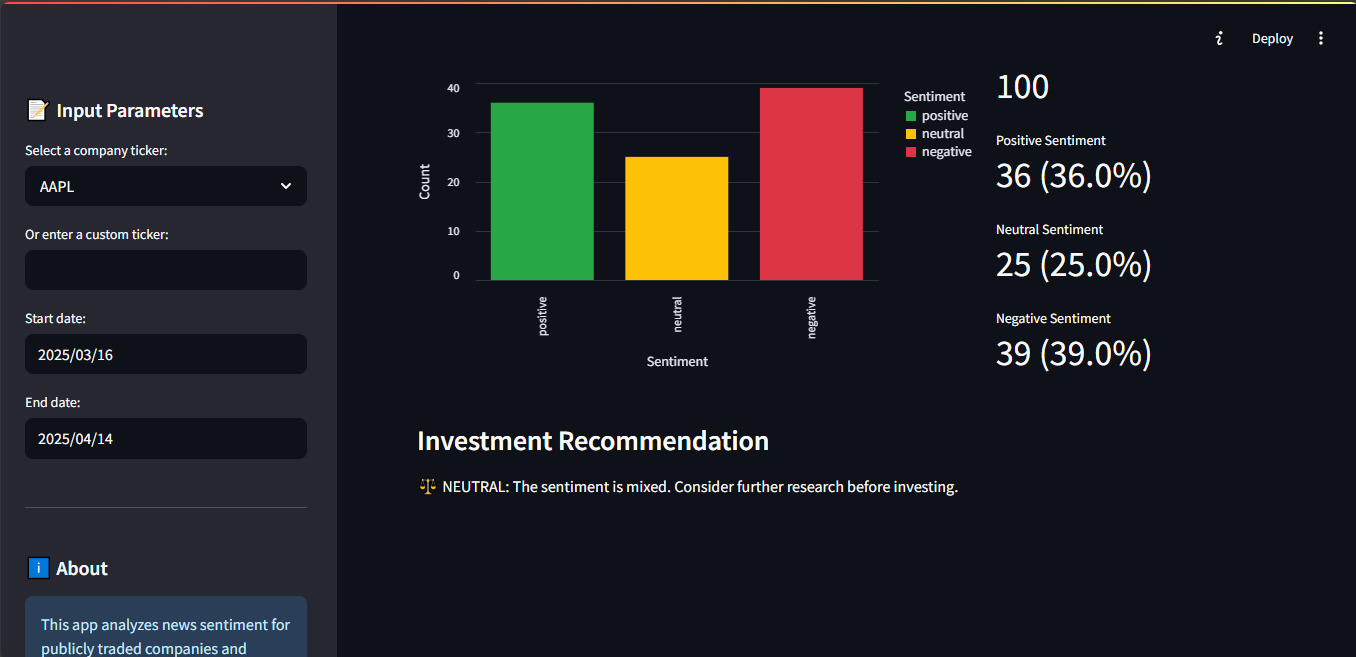 Deploy
Input Parameters
Select a company ticker:
AAPL
Or enter a custom ticker:
Start date:
2025/03/16
End date:
2025/04/14
About
This app analyzes news sentiment for
publicly traded companies and
40
30
20
10
0
Count
positive
neutral
negative
Sentiment
Sentiment
positive
neutral
negative
100
Positive Sentiment
36 (36.0%)
Neutral Sentiment
25 (25.0%)
Negative Sentiment
39 (39.0%)
Investment Recommendation
NEUTRAL: The sentiment is mixed. Consider further research before investing.